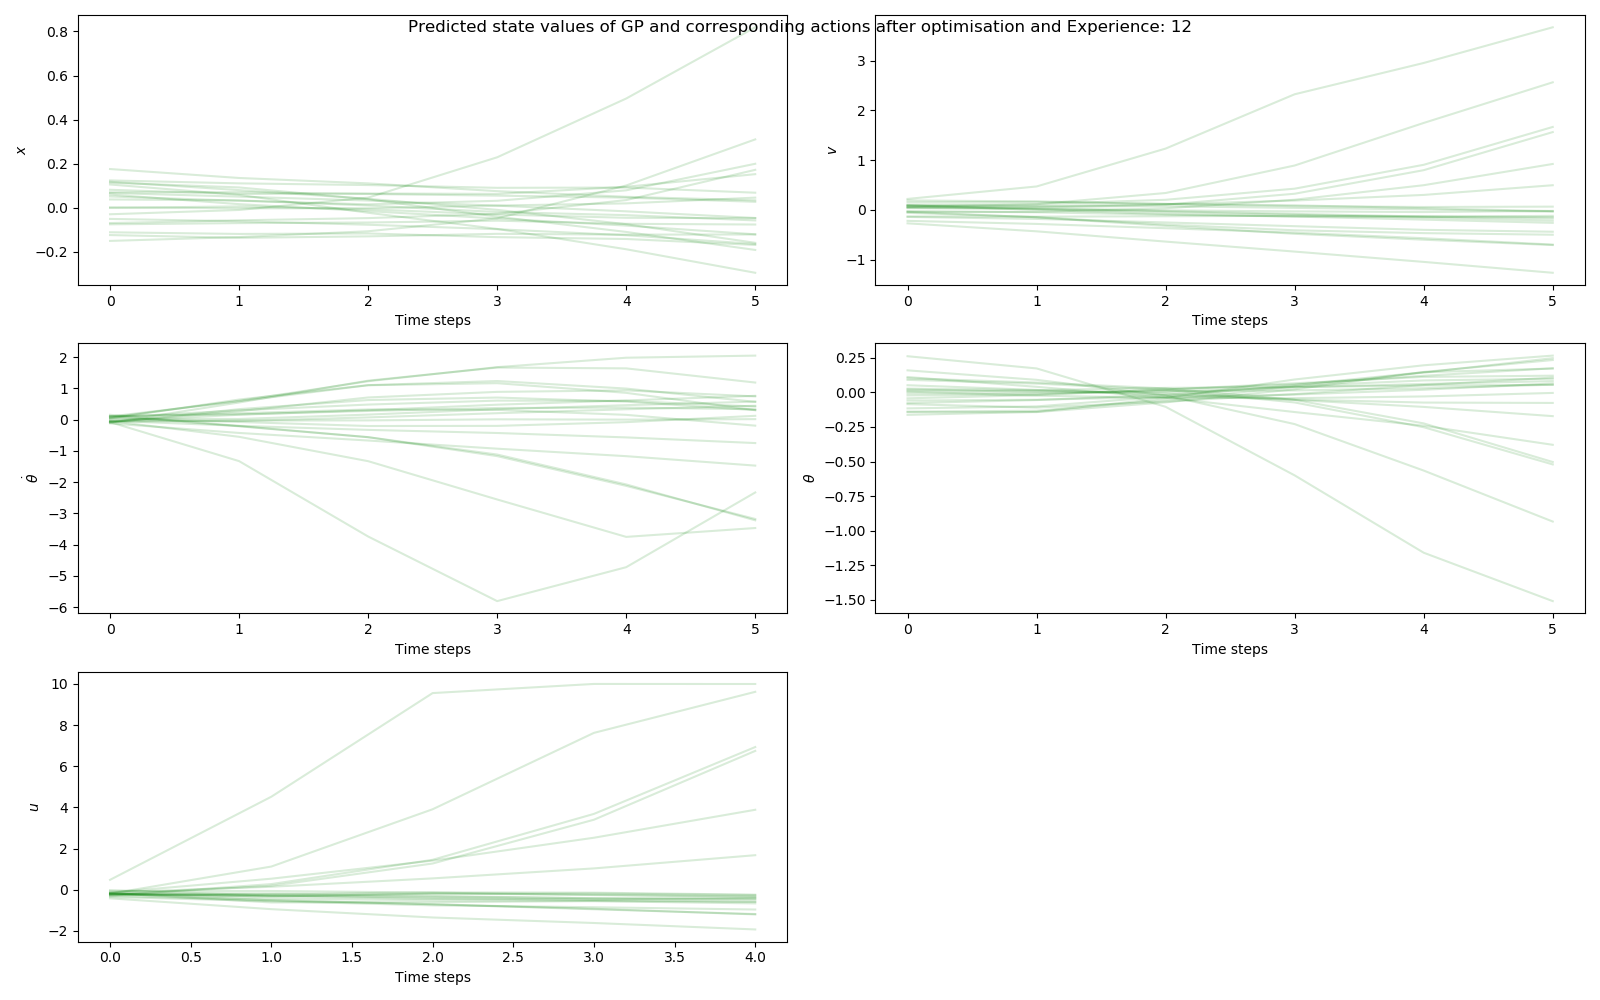 Predicted state values of GP and corresponding actions after optimisation and Experience: 12
0.8
0.6
0.4
0.2
0.0
−0.2
x
0 1 2 3 4 5
Time steps
3
2
1
0
−1
v
0 1 2 3 4 5
Time steps
2
1
0
−1
−2
−3
−4
−5
−6
θ̇
0 1 2 3 4 5
Time steps
0.25
0.00
−0.25
−0.50
−0.75
−1.00
−1.25
−1.50
θ
0 1 2 3 4 5
Time steps
10
8
6
4
2
0
−2
u
0.0 0.5 1.0 1.5 2.0 2.5 3.0 3.5 4.0
Time steps